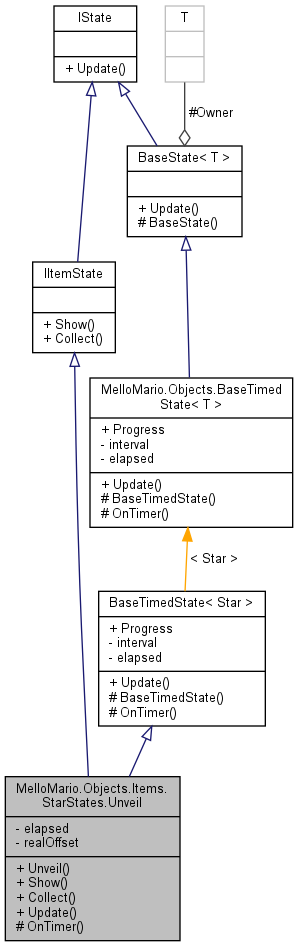 IState
+ Update()
T
#Owner
BaseState< T >
+ Update()
# BaseState()
IItemState
+ Show()
+ Collect()
MelloMario.Objects.BaseTimed
State< T >
+ Progress
- interval
- elapsed
+ Update()
# BaseTimedState()
# OnTimer()
< Star >
BaseTimedState< Star >
+ Progress
- interval
- elapsed
+ Update()
# BaseTimedState()
# OnTimer()
MelloMario.Objects.Items.
StarStates.Unveil
- elapsed
- realOffset
+ Unveil()
+ Show()
+ Collect()
+ Update()
# OnTimer()